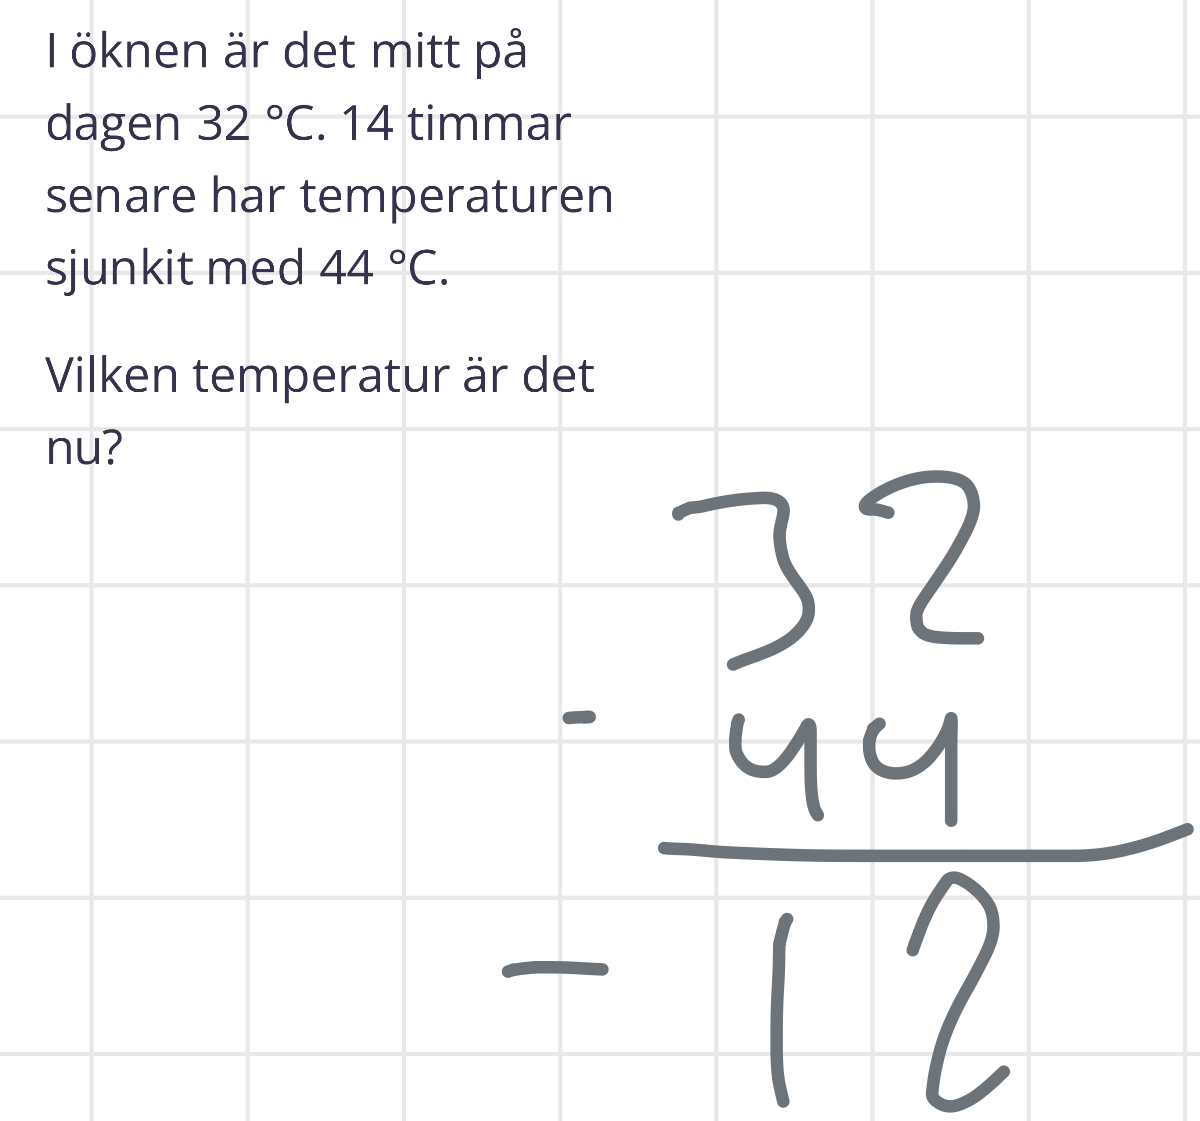 I öknen är det mitt på
dagen 32 °C. 14 timmar
senare har temperaturen
sjunkit med 44 °C.
Vilken temperatur är det
nu?
32
- 44
- 12